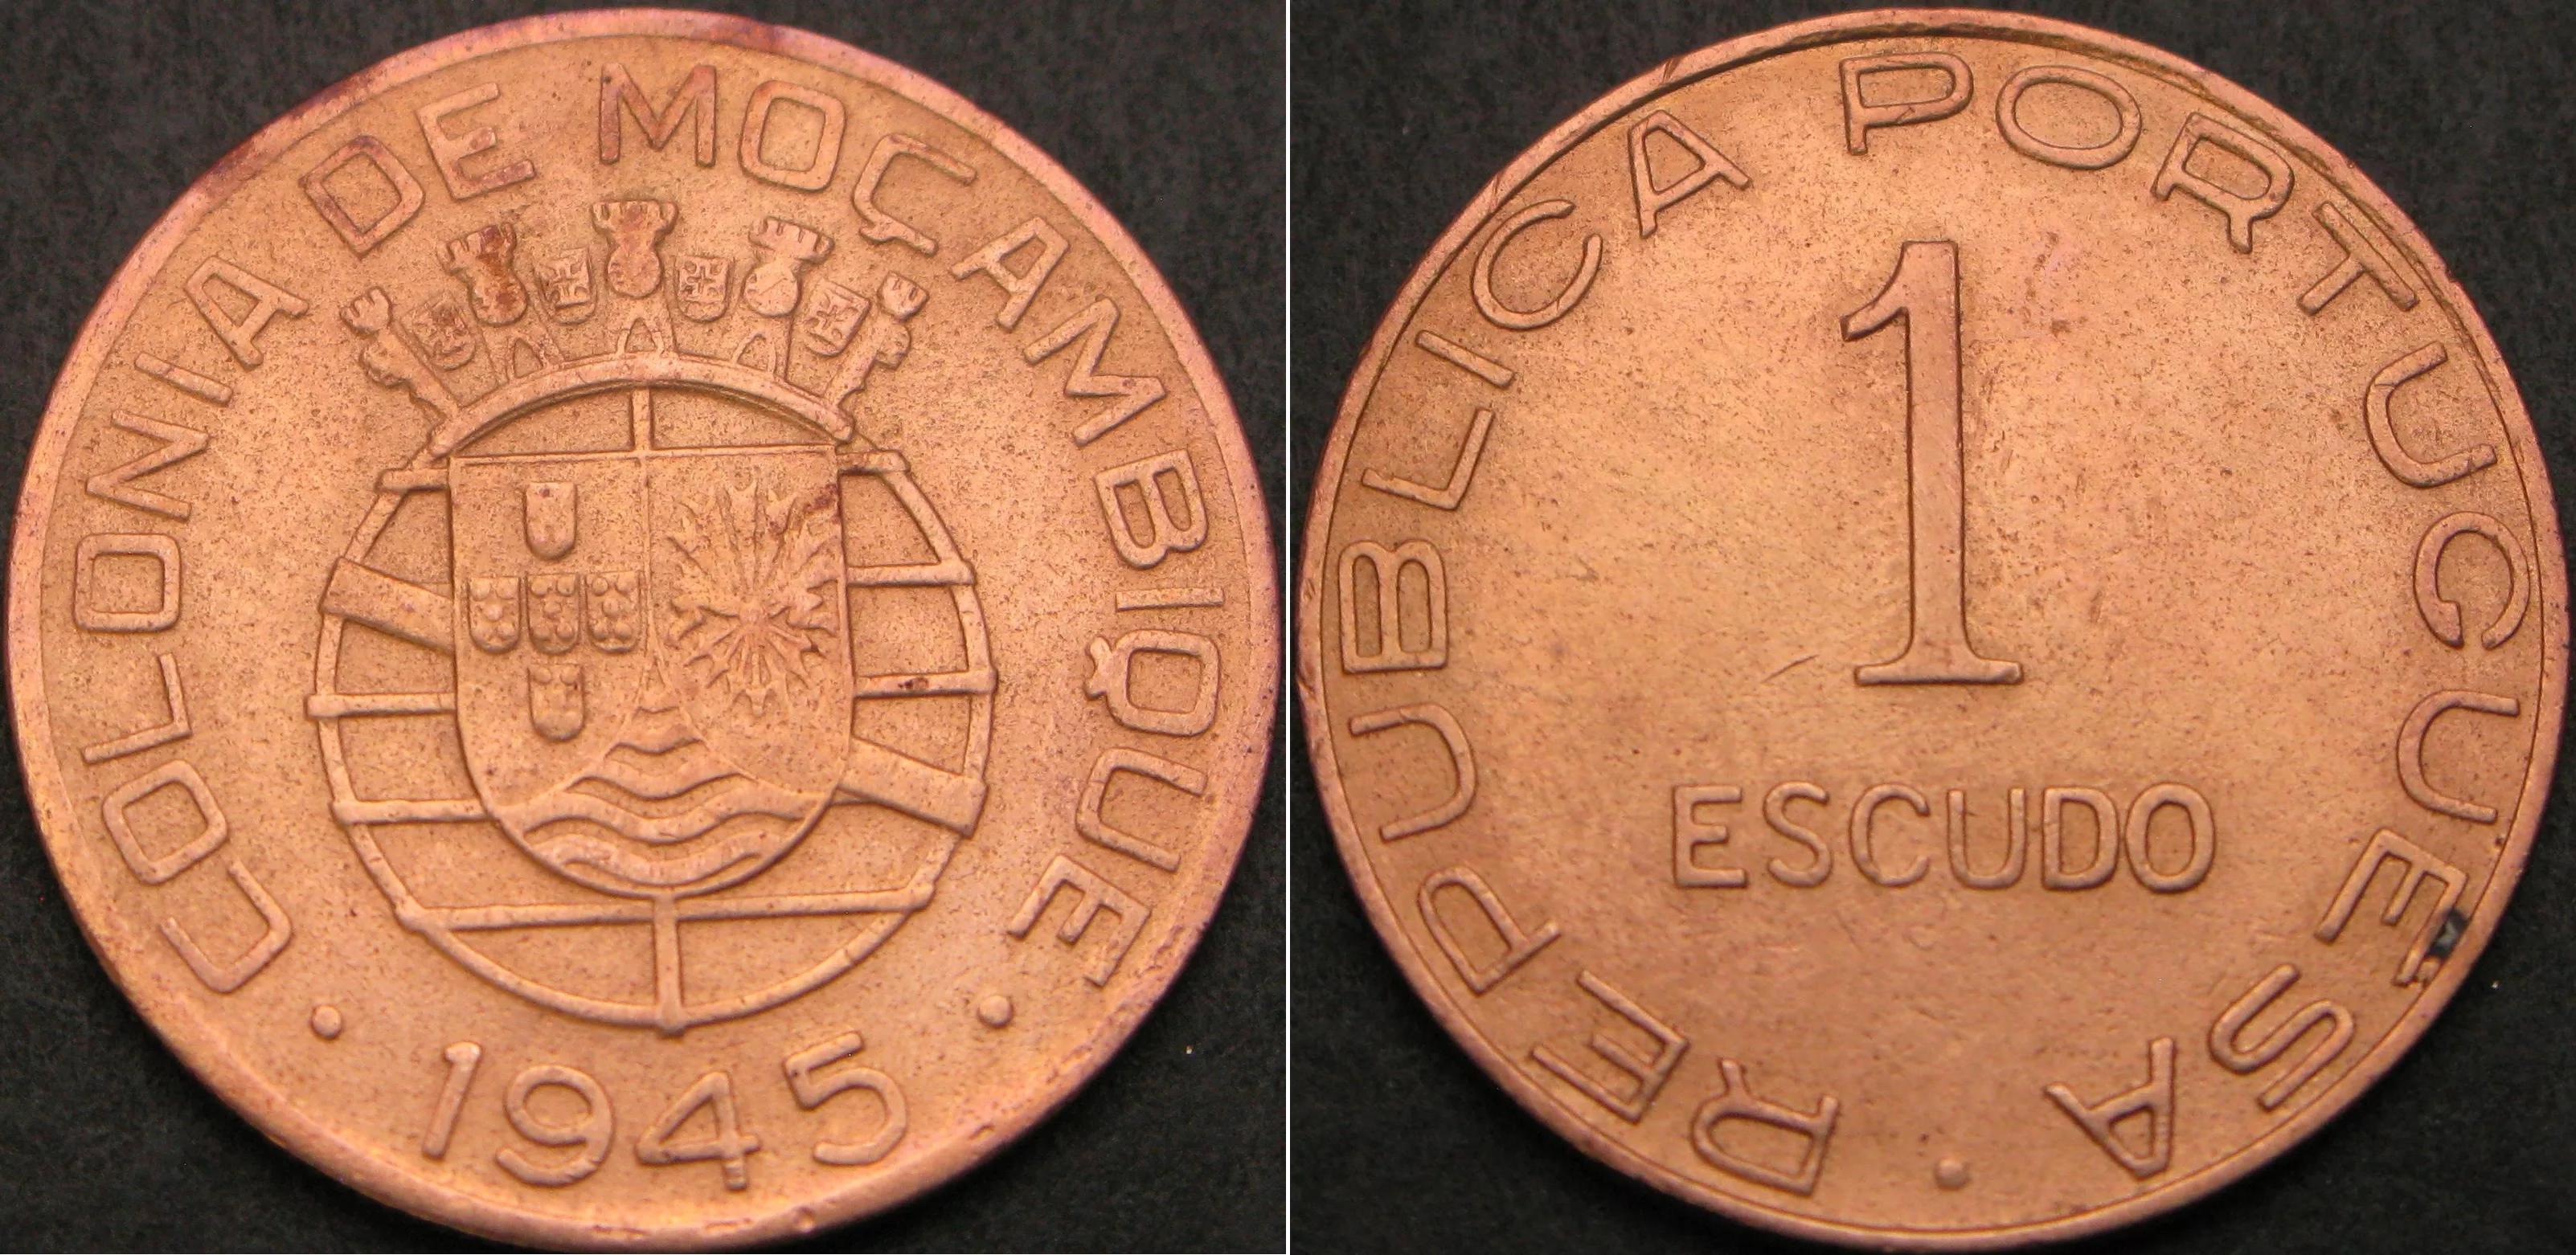 COLONIA DE MOÇAMBIQUE
· 1945 ·
REPUBLICA PORTUGUESA ·
1
ESCUDO